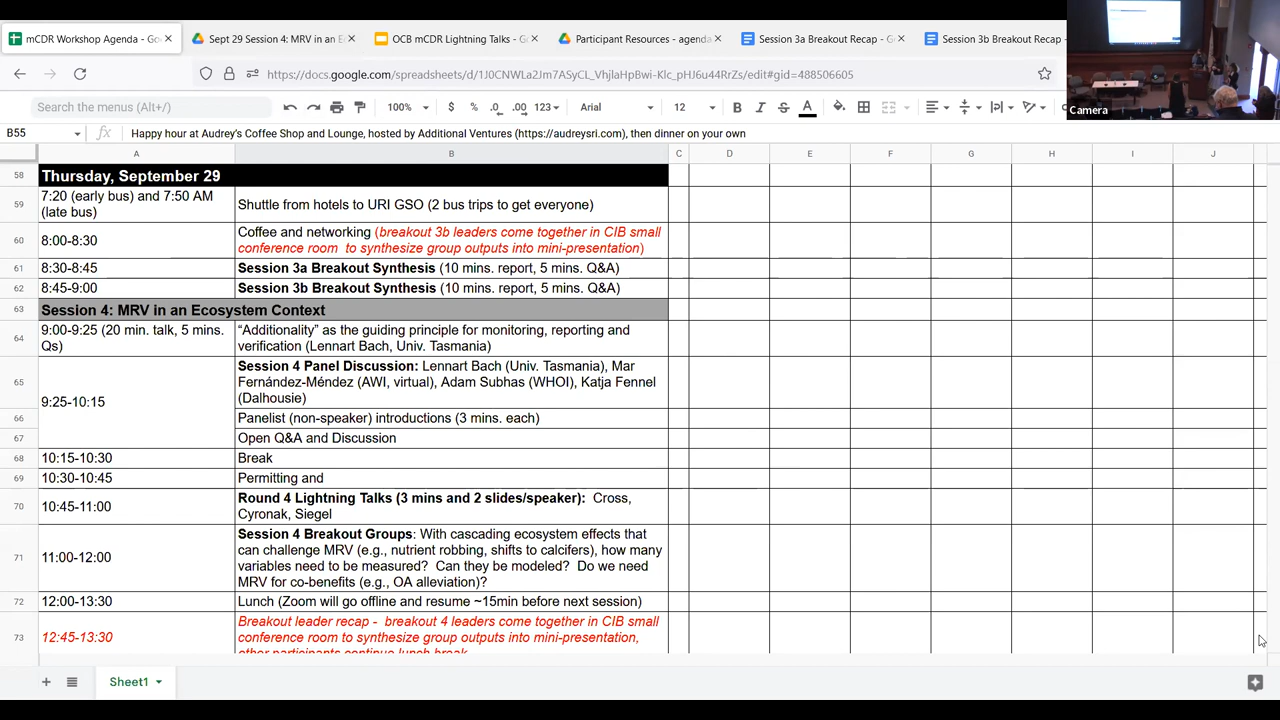 mCDR Workshop Agenda - Go
Sept 29 Session 4: MRV in an E
OCB mCDR Lightning Talks - G
Participant Resources - agenda
Session 3a Breakout Recap - G
Session 3b Breakout Recap -
Camera
Search the menus (Alt+/)
100%
$
%
.0
.00
123
Arial
12
B
I
S
A
B55
fx
Happy hour at Audrey's Coffee Shop and Lounge, hosted by Additional Ventures (https://audreysri.com), then dinner on your own
A B C D E F G H I J
58 Thursday, September 29
59 7:20 (early bus) and 7:50 AM
(late bus)
Shuttle from hotels to URI GSO (2 bus trips to get everyone)
60 8:00-8:30
Coffee and networking (breakout 3b leaders come together in CIB small
conference room to synthesize group outputs into mini-presentation)
61 8:30-8:45 Session 3a Breakout Synthesis (10 mins. report, 5 mins. Q&A)
62 8:45-9:00 Session 3b Breakout Synthesis (10 mins. report, 5 mins. Q&A)
63 Session 4: MRV in an Ecosystem Context
64 9:00-9:25 (20 min. talk, 5 mins.
Qs)
“Additionality” as the guiding principle for monitoring, reporting and
verification (Lennart Bach, Univ. Tasmania)
65 9:25-10:15
Session 4 Panel Discussion: Lennart Bach (Univ. Tasmania), Mar
Fernández-Méndez (AWI, virtual), Adam Subhas (WHOI), Katja Fennel
(Dalhousie)
66 Panelist (non-speaker) introductions (3 mins. each)
67 Open Q&A and Discussion
68 10:15-10:30 Break
69 10:30-10:45 Permitting and
70 10:45-11:00
Round 4 Lightning Talks (3 mins and 2 slides/speaker): Cross,
Cyronak, Siegel
71 11:00-12:00
Session 4 Breakout Groups: With cascading ecosystem effects that
can challenge MRV (e.g., nutrient robbing, shifts to calcifers), how many
variables need to be measured? Can they be modeled? Do we need
MRV for co-benefits (e.g., OA alleviation)?
72 12:00-13:30 Lunch (Zoom will go offline and resume ~15min before next session)
73 12:45-13:30
Breakout leader recap - breakout 4 leaders come together in CIB small
conference room to synthesize group outputs into mini-presentation,
other participants continue lunch break
Sheet1